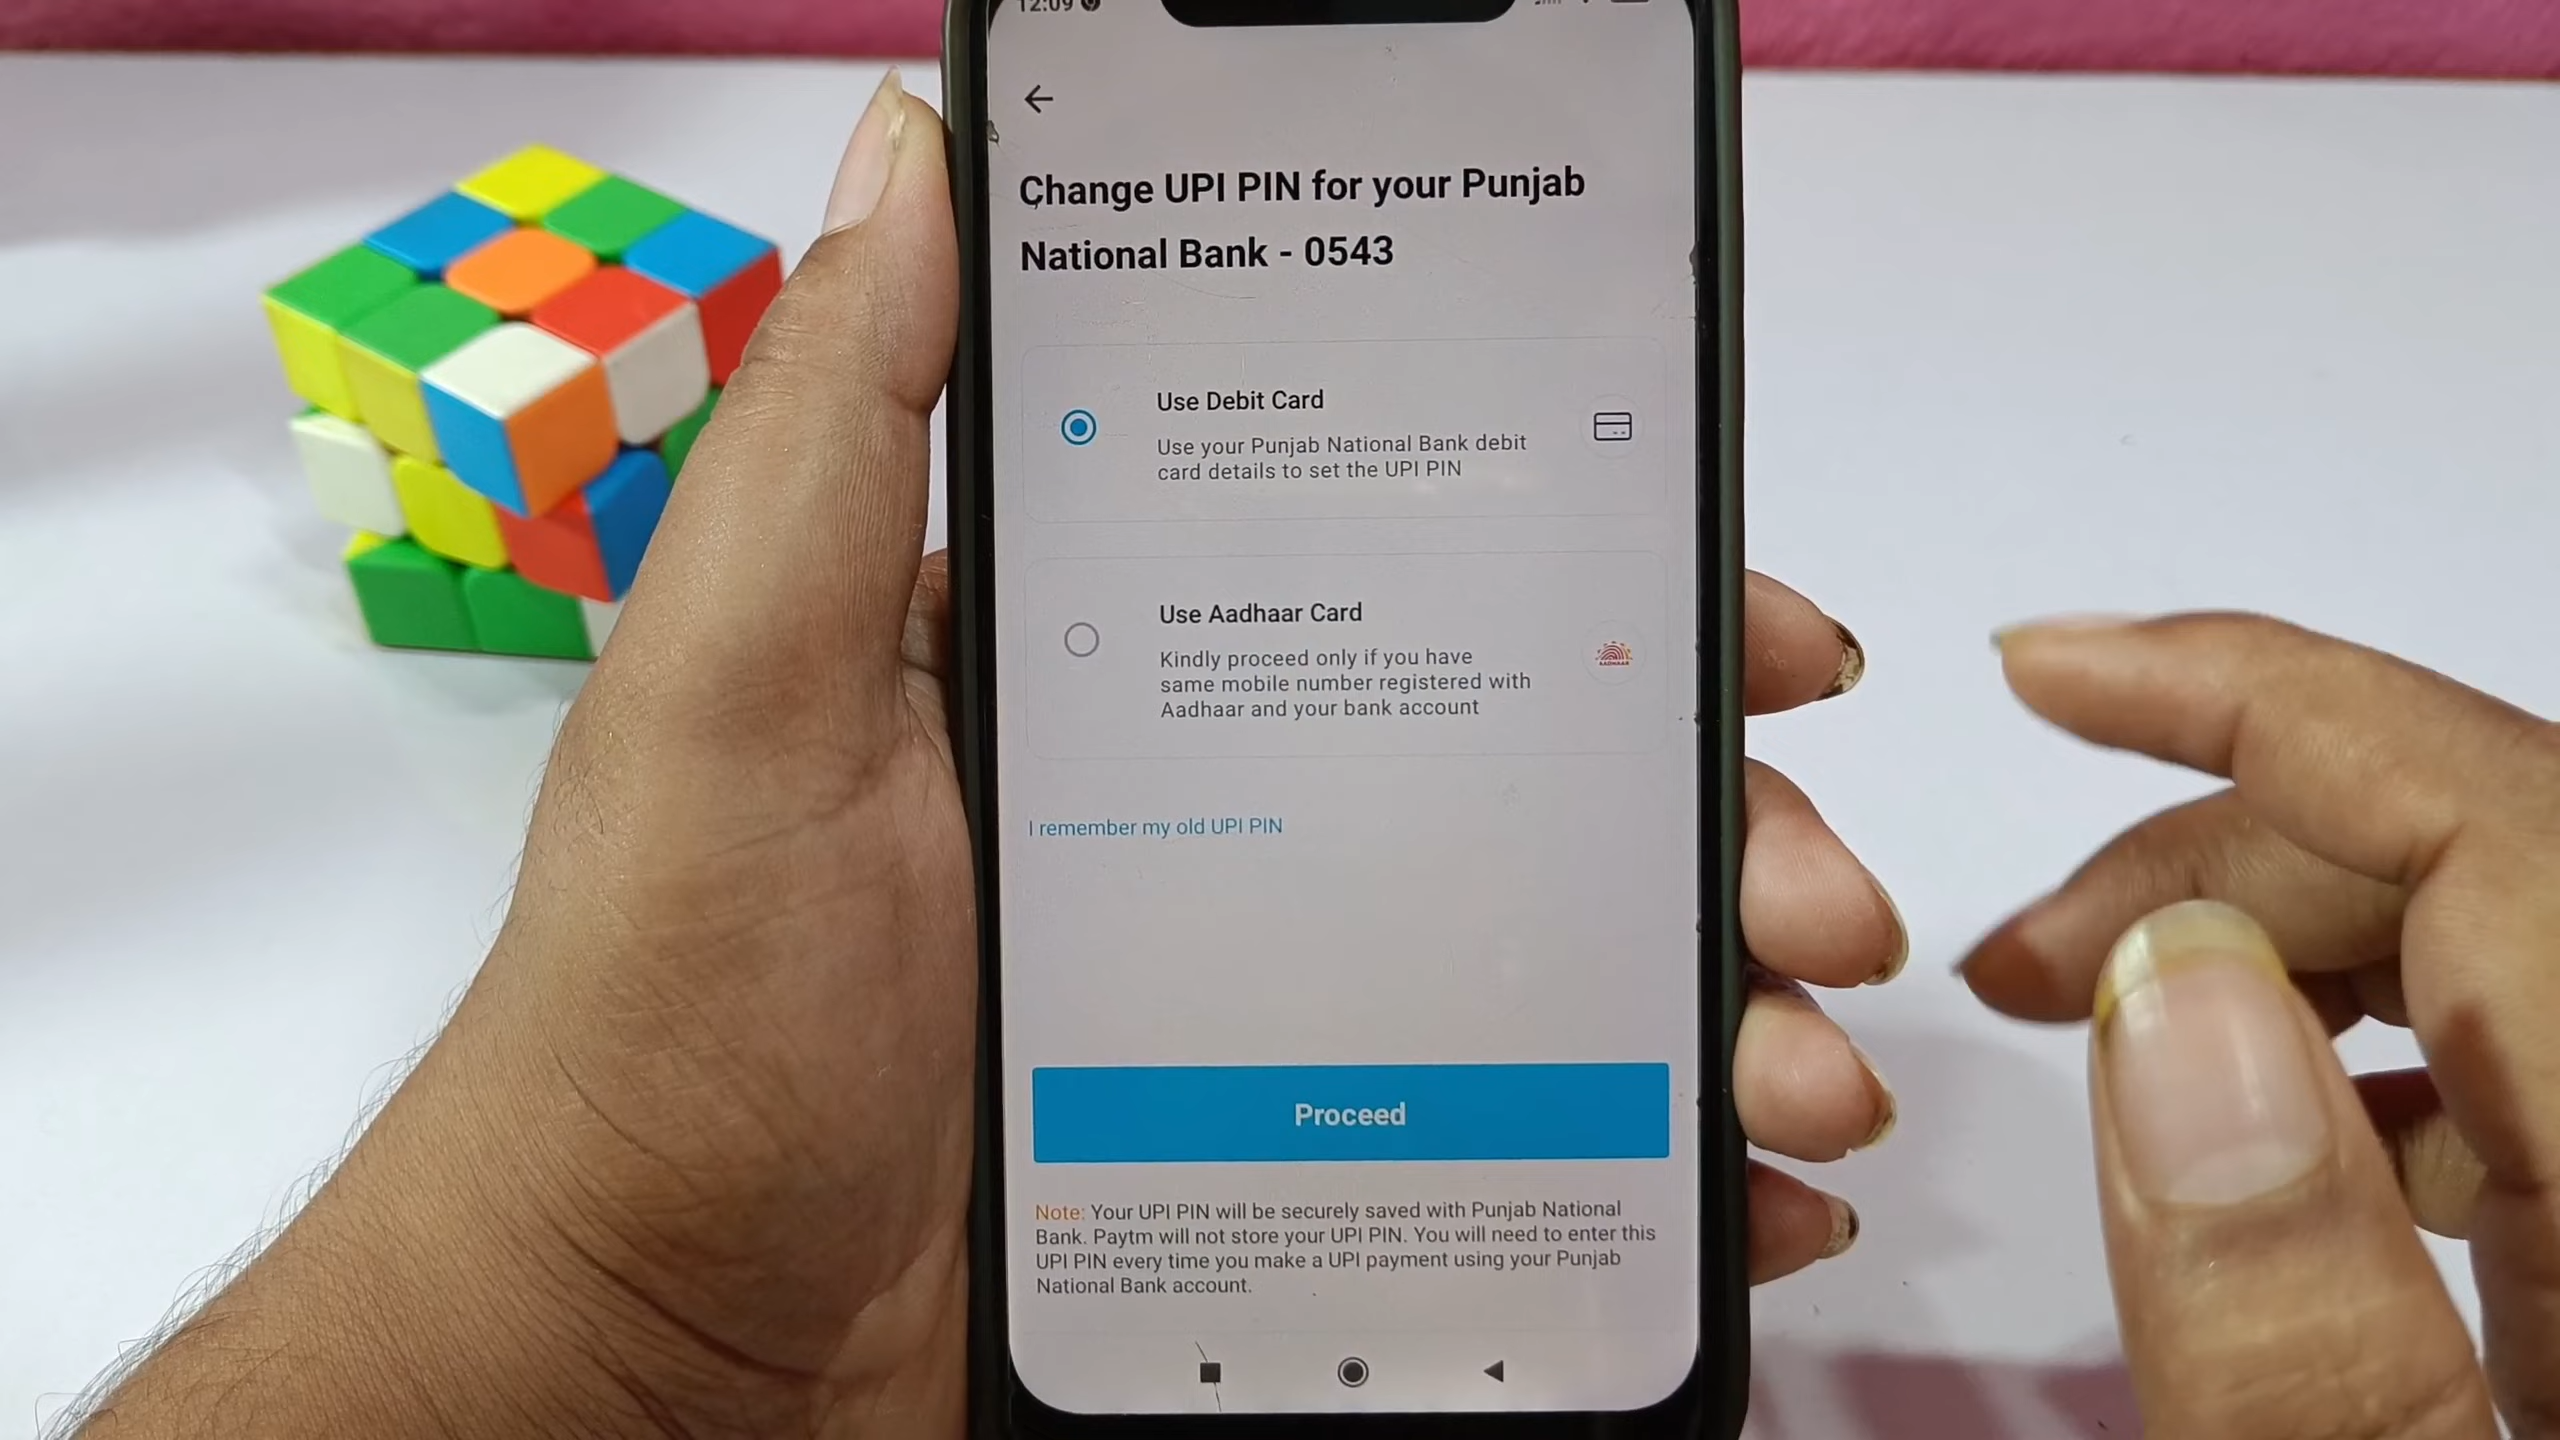 12:09
Change UPI PIN for your Punjab
National Bank - 0543
Use Debit Card
Use your Punjab National Bank debit
card details to set the UPI PIN
Use Aadhaar Card
Kindly proceed only if you have
same mobile number registered with
Aadhaar and your bank account
AADHAAR
I remember my old UPI PIN
Proceed
Note: Your UPI PIN will be securely saved with Punjab National
Bank. Paytm will not store your UPI PIN. You will need to enter this
UPI PIN every time you make a UPI payment using your Punjab
National Bank account.